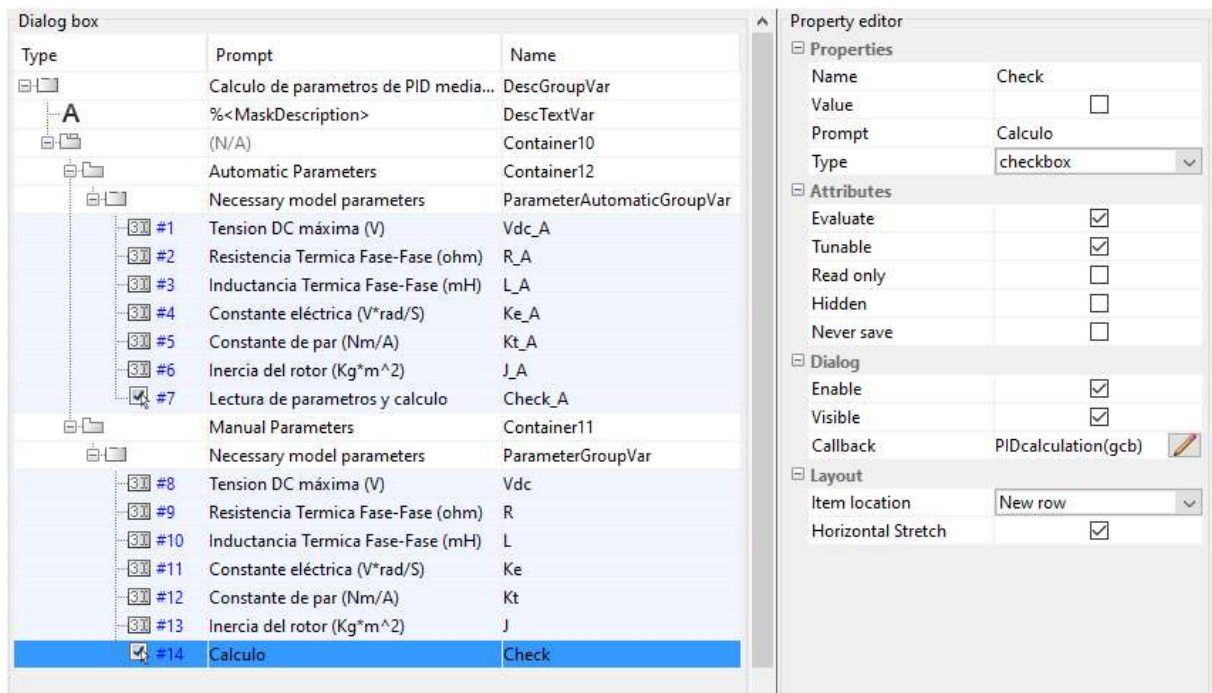 Dialog box
Type Prompt Name
Calculo de parametros de PID media... DescGroupVar
A %<MaskDescription> DescTextVar
(N/A) Container10
Automatic Parameters Container12
Necessary model parameters ParameterAutomaticGroupVar
#1 Tension DC máxima (V) Vdc_A
#2 Resistencia Termica Fase-Fase (ohm) R_A
#3 Inductancia Termica Fase-Fase (mH) L_A
#4 Constante eléctrica (V*rad/S) Ke_A
#5 Constante de par (Nm/A) Kt_A
#6 Inercia del rotor (Kg*m^2) J_A
#7 Lectura de parametros y calculo Check_A
Manual Parameters Container11
Necessary model parameters ParameterGroupVar
#8 Tension DC máxima (V) Vdc
#9 Resistencia Termica Fase-Fase (ohm) R
#10 Inductancia Termica Fase-Fase (mH) L
#11 Constante eléctrica (V*rad/S) Ke
#12 Constante de par (Nm/A) Kt
#13 Inercia del rotor (Kg*m^2) J
#14 Calculo Check
Property editor
Properties
Name Check
Value
Prompt Calculo
Type checkbox
Attributes
Evaluate
Tunable
Read only
Hidden
Never save
Dialog
Enable
Visible
Callback PIDcalculation(gcb)
Layout
Item location New row
Horizontal Stretch